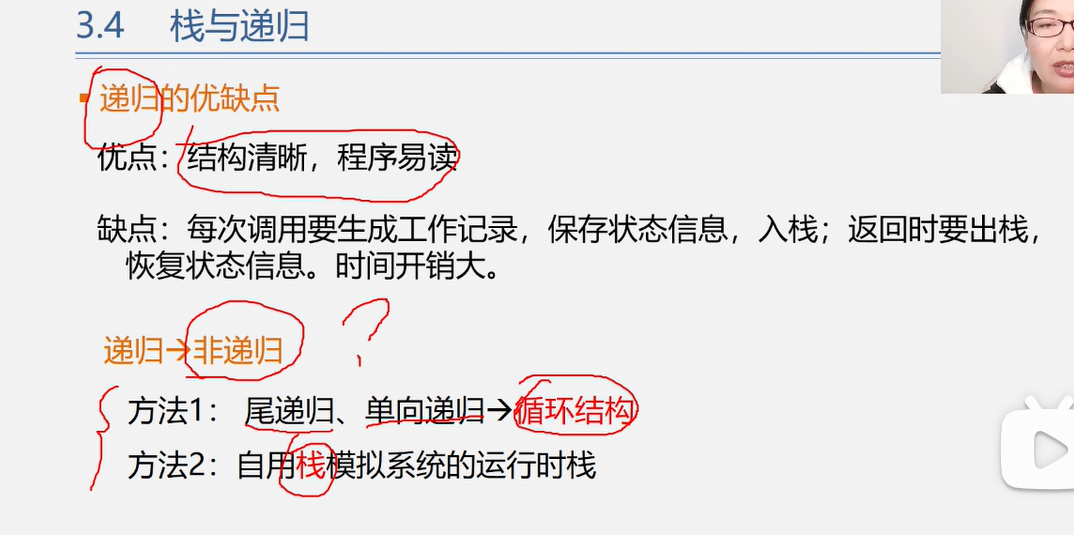 3.4 栈与递归
▪ 递归的优缺点
优点：结构清晰，程序易读
缺点：每次调用要生成工作记录，保存状态信息，入栈；返回时要出栈，
恢复状态信息。时间开销大。
递归→非递归
?
方法1： 尾递归、单向递归→循环结构
方法2：自用栈模拟系统的运行时栈